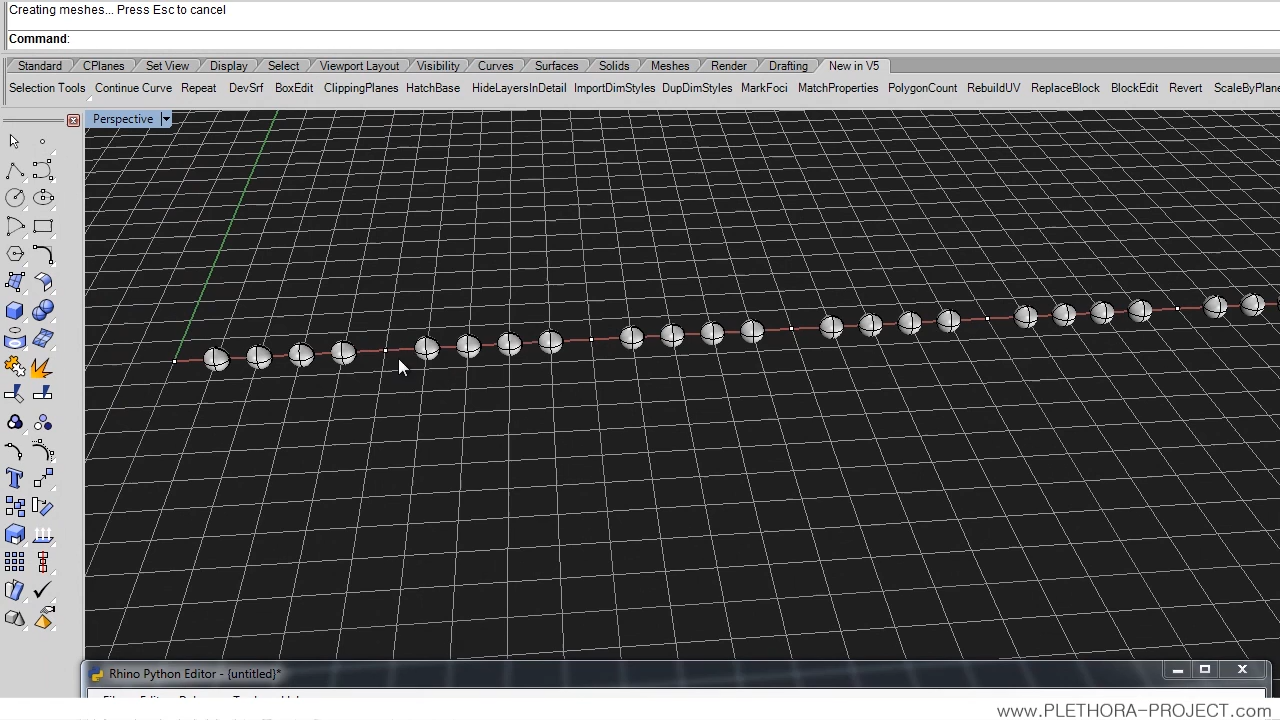 Creating meshes... Press Esc to cancel
Command:
Standard CPlanes Set View Display Select Viewport Layout Visibility Curves Surfaces Solids Meshes Render Drafting New in V5
Selection Tools Continue Curve Repeat DevSrf BoxEdit ClippingPlanes HatchBase HideLayersInDetail ImportDimStyles DupDimStyles MarkFoci MatchProperties PolygonCount RebuildUV ReplaceBlock BlockEdit Revert ScaleByPlane
Perspective
Rhino Python Editor - {untitled}*
www.PLETHORA-PROJECT.com